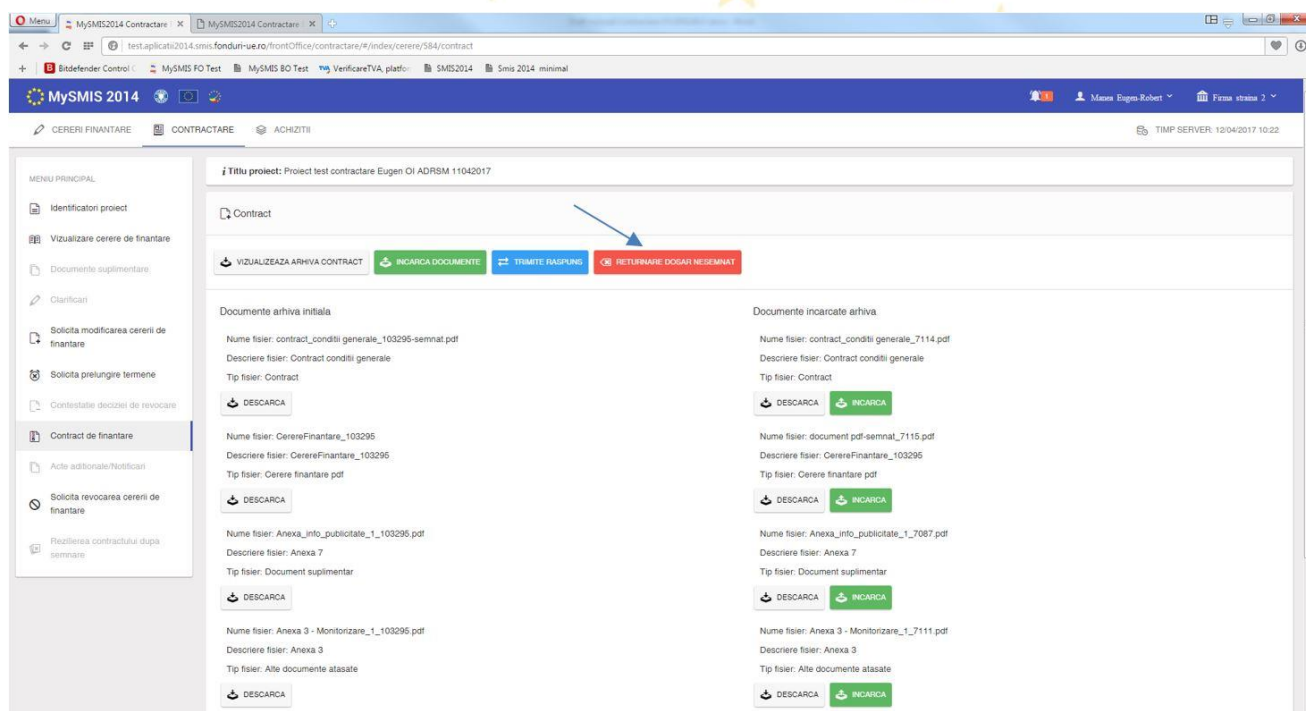 Menu
MySMIS2014 Contractare
MySMIS2014 Contractare
test.aplicatii2014.smis.fonduri-ue.ro/frontOffice/contractare/#/index/cerere/584/contract
Bitdefender Control C
MySMIS FO Test
MySMIS BO Test
VerificareTVA, platfo
SMIS2014
Smis 2014 minimal
MySMIS 2014
Manea Eugen-Robert
Firma straina 2
CERERI FINANTARE
CONTRACTARE
ACHIZITII
TIMP SERVER: 12/04/2017 10:22
MENIU PRINCIPAL
Identificatori proiect
Vizualizare cerere de finantare
Documente suplimentare
Clarificari
Solicita modificarea cererii de
finantare
Solicita prelungire termene
Contestatie deciziei de revocare
Contract de finantare
Acte aditionale/Notificari
Solicita revocarea cererii de
finantare
Rezilierea contractului dupa
semnare
i Titlu proiect: Proiect test contractare Eugen OI ADRSM 11042017
Contract
VIZUALIZEAZA ARHIVA CONTRACT
INCARCA DOCUMENTE
TRIMITE RASPUNS
RETURNARE DOSAR NESEMNAT
Documente arhiva initiala
Nume fisier: contract_conditii generale_103295-semnat.pdf
Descriere fisier: Contract conditii generale
Tip fisier: Contract
DESCARCA
Nume fisier: CerereFinantare_103295
Descriere fisier: CerereFinantare_103295
Tip fisier: Cerere finantare pdf
DESCARCA
Nume fisier: Anexa_info_publicitate_1_103295.pdf
Descriere fisier: Anexa 7
Tip fisier: Document suplimentar
DESCARCA
Nume fisier: Anexa 3 - Monitorizare_1_103295.pdf
Descriere fisier: Anexa 3
Tip fisier: Alte documente atasate
DESCARCA
Documente incarcate arhiva
Nume fisier: contract_conditii generale_7114.pdf
Descriere fisier: Contract conditii generale
Tip fisier: Contract
DESCARCA
INCARCA
Nume fisier: document pdf-semnat_7115.pdf
Descriere fisier: CerereFinantare_103295
Tip fisier: Cerere finantare pdf
DESCARCA
INCARCA
Nume fisier: Anexa_info_publicitate_1_7087.pdf
Descriere fisier: Anexa 7
Tip fisier: Document suplimentar
DESCARCA
INCARCA
Nume fisier: Anexa 3 - Monitorizare_1_7111.pdf
Descriere fisier: Anexa 3
Tip fisier: Alte documente atasate
DESCARCA
INCARCA